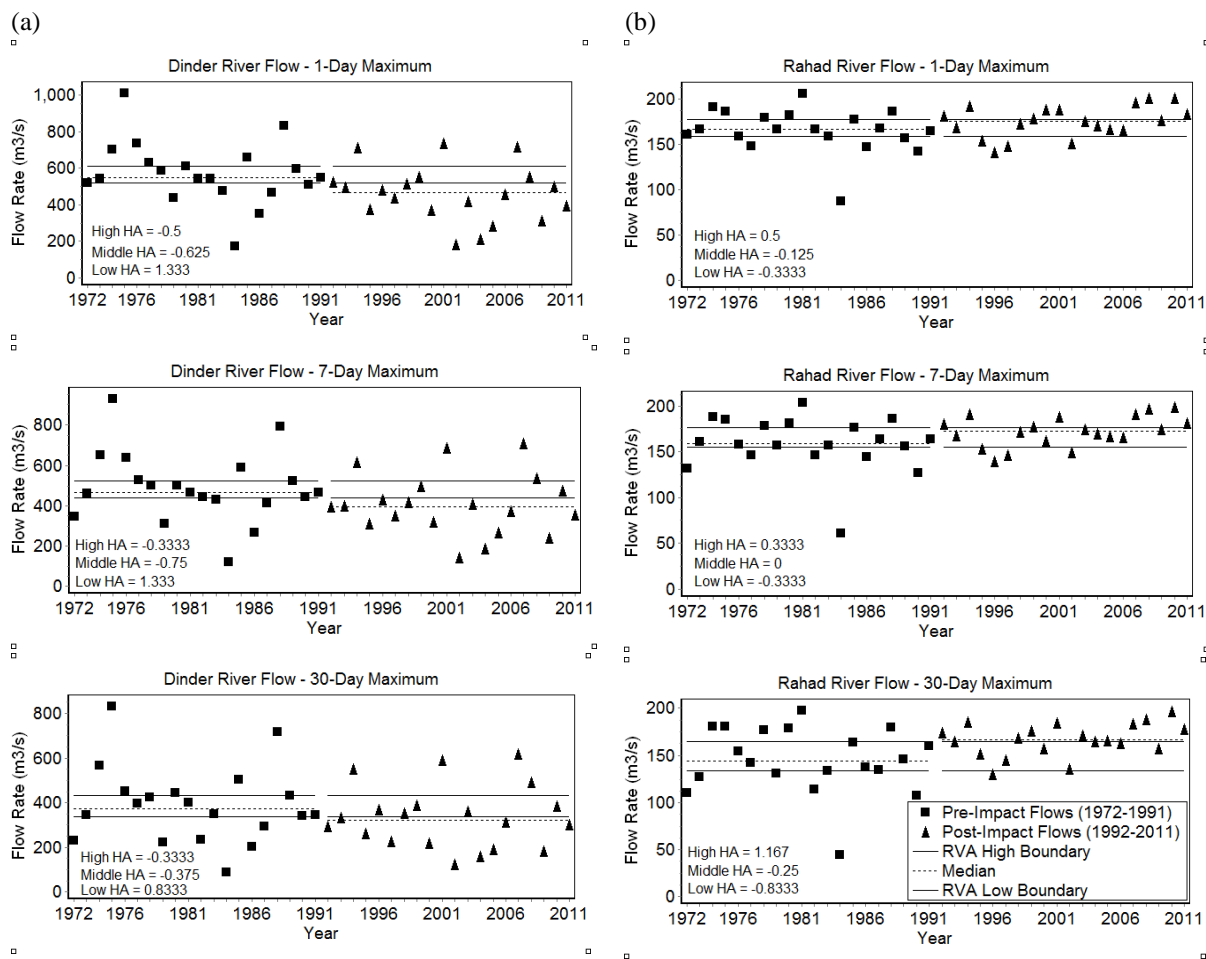 (a)
Dinder River Flow - 1-Day Maximum
1,000
800
600
400
200
0
Flow Rate (m3/s)
High HA = -0.5
Middle HA = -0.625
Low HA = 1.333
1972 1976 1981 1986 1991 1996 2001 2006 2011
Year
Dinder River Flow - 7-Day Maximum
800
600
400
200
0
Flow Rate (m3/s)
High HA = -0.3333
Middle HA = -0.75
Low HA = 1.333
1972 1976 1981 1986 1991 1996 2001 2006 2011
Year
Dinder River Flow - 30-Day Maximum
800
600
400
200
0
Flow Rate (m3/s)
High HA = -0.3333
Middle HA = -0.375
Low HA = 0.8333
1972 1976 1981 1986 1991 1996 2001 2006 2011
Year
(b)
Rahad River Flow - 1-Day Maximum
200
150
100
50
0
Flow Rate (m3/s)
High HA = 0.5
Middle HA = -0.125
Low HA = -0.3333
1972 1976 1981 1986 1991 1996 2001 2006 2011
Year
Rahad River Flow - 7-Day Maximum
200
150
100
50
0
Flow Rate (m3/s)
High HA = 0.3333
Middle HA = 0
Low HA = -0.3333
1972 1976 1981 1986 1991 1996 2001 2006 2011
Year
Rahad River Flow - 30-Day Maximum
200
150
100
50
0
Flow Rate (m3/s)
High HA = 1.167
Middle HA = -0.25
Low HA = -0.8333
Pre-Impact Flows (1972-1991)
Post-Impact Flows (1992-2011)
RVA High Boundary
Median
RVA Low Boundary
1972 1976 1981 1986 1991 1996 2001 2006 2011
Year